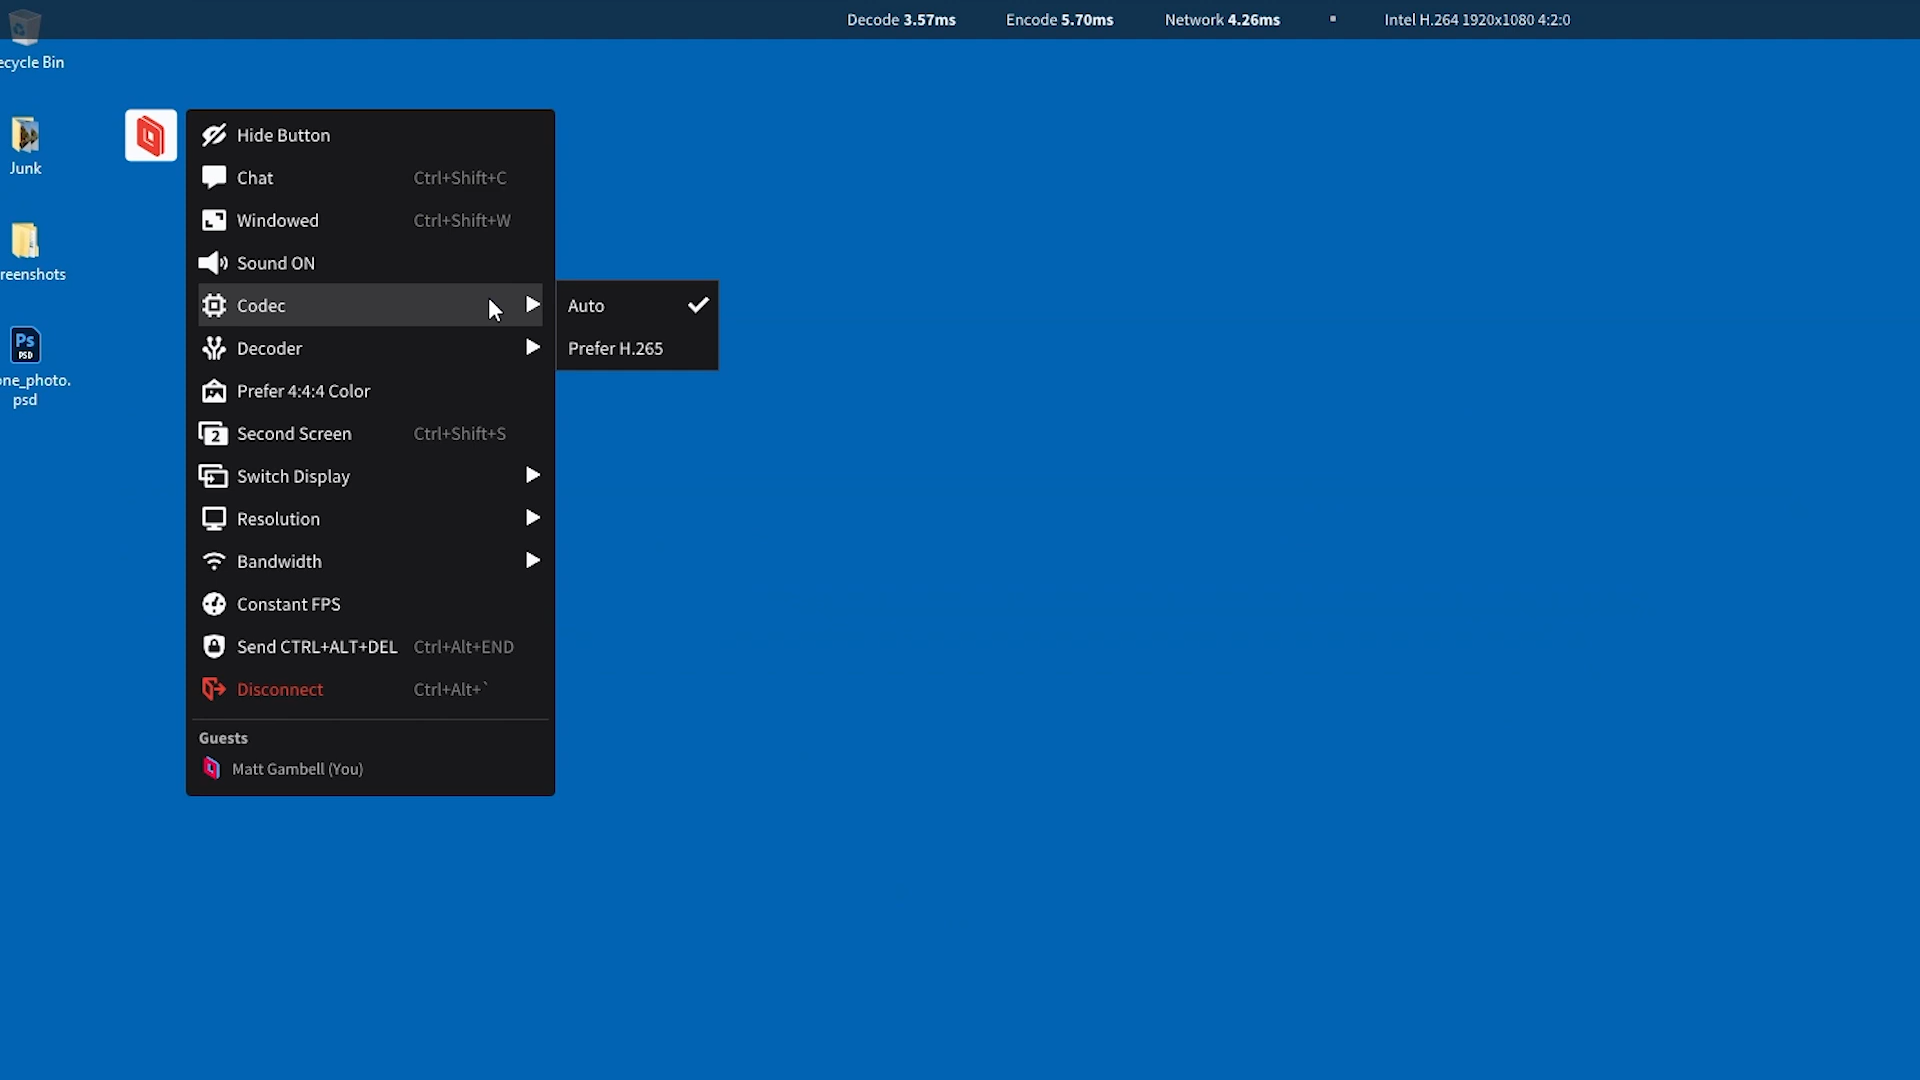 Decode 3.57ms Encode 5.70ms Network 4.26ms Intel H.264 1920x1080 4:2:0
ecycle Bin
Junk
reenshots
Ps
PSD
one_photo.
psd
Hide Button
Chat Ctrl+Shift+C
Windowed Ctrl+Shift+W
Sound ON
Codec
Auto
Decoder
Prefer H.265
Prefer 4:4:4 Color
2 Second Screen Ctrl+Shift+S
Switch Display
Resolution
Bandwidth
Constant FPS
Send CTRL+ALT+DEL Ctrl+Alt+END
Disconnect Ctrl+Alt+`
Guests
Matt Gambell (You)